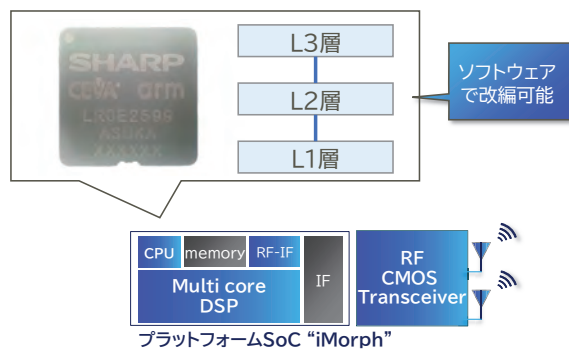 SHARP
CEVA arm
ASUKA
XXXXXX
L3層
L2層
L1層
ソフトウェア
で改編可能
CPU
memory
RF-IF
IF
Multi core
DSP
RF
CMOS
Transceiver
プラットフォームSoC “iMorph”